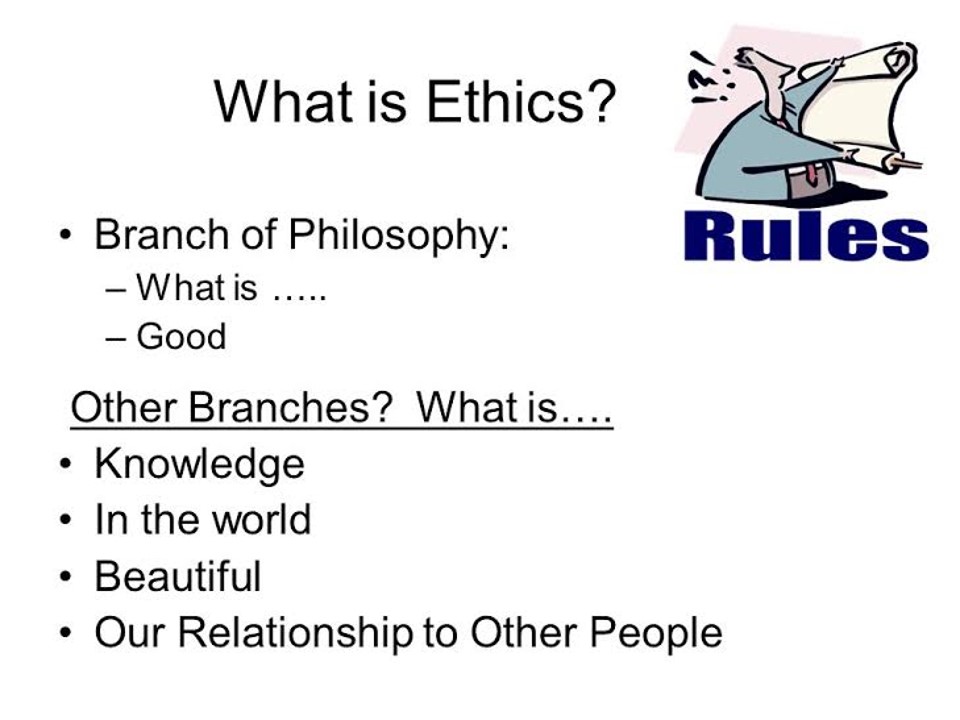 What is Ethics?
Rules
• Branch of Philosophy:
– What is …..
– Good
Other Branches?  What is….
• Knowledge
• In the world
• Beautiful
• Our Relationship to Other People